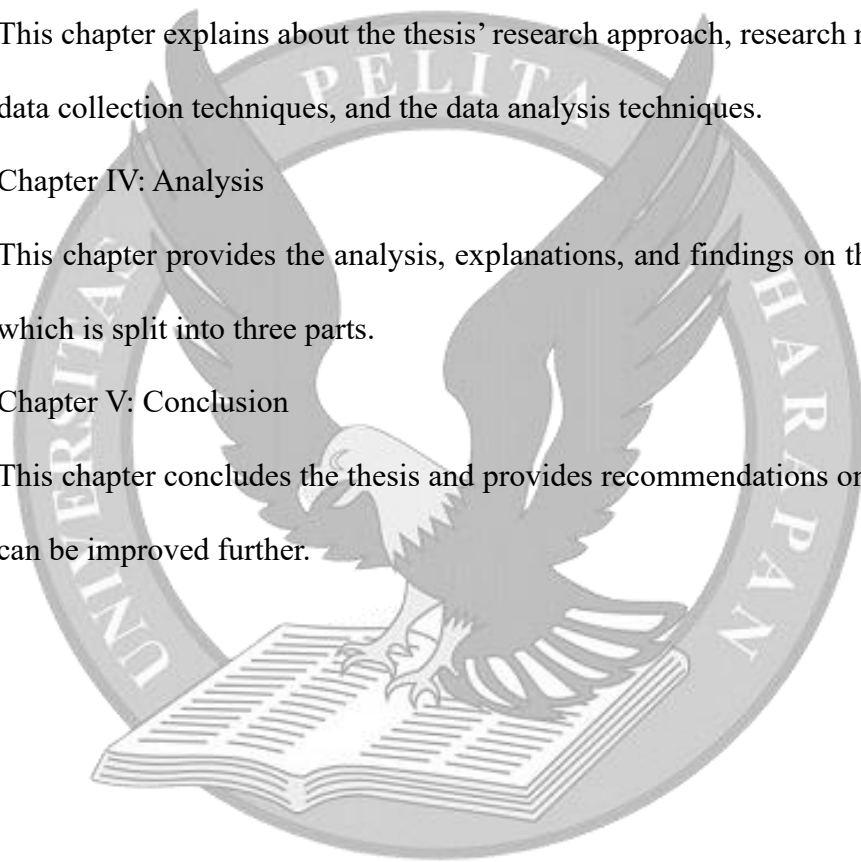 This chapter explains about the thesis’ research approach, research
data collection techniques, and the data analysis techniques.
Chapter IV: Analysis
This chapter provides the analysis, explanations, and findings on
which is split into three parts.
Chapter V: Conclusion
This chapter concludes the thesis and provides recommendations
can be improved further.
UNIVERSITAS PELITA HARAPAN